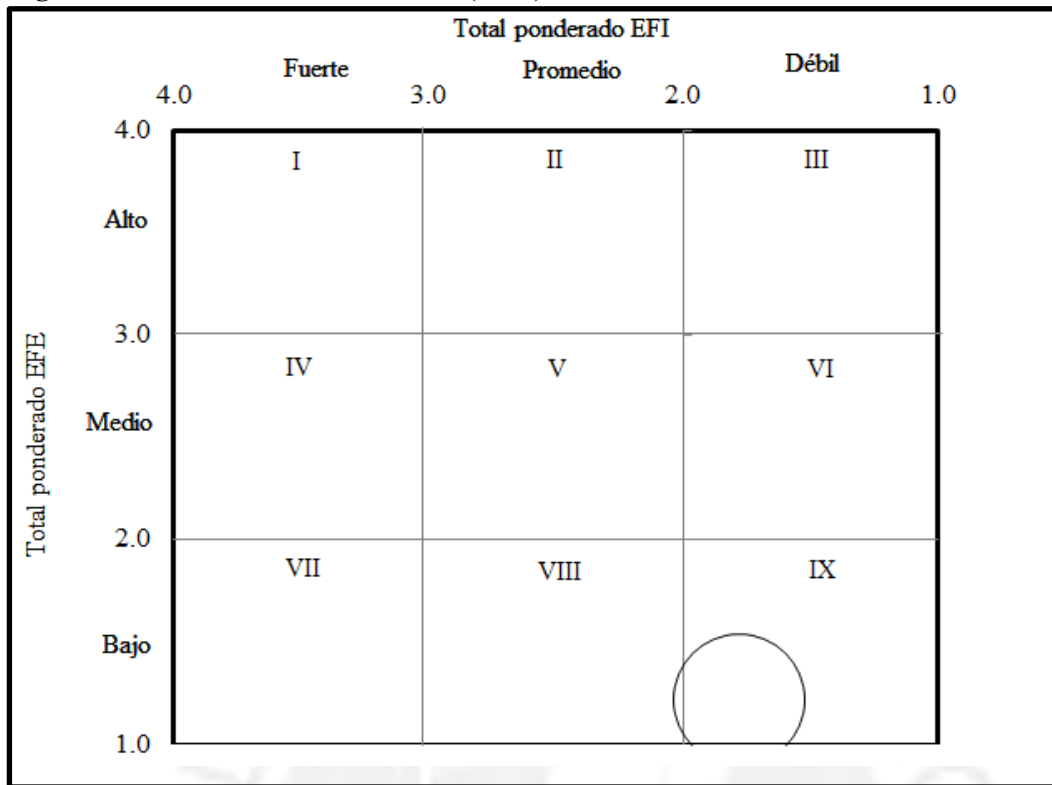 Total ponderado EFI
Fuerte Promedio Débil
4.0 3.0 2.0 1.0
4.0
I II III
Alto
3.0
IV V VI
Medio
Total ponderado EFE
2.0
VII VIII IX
Bajo
1.0